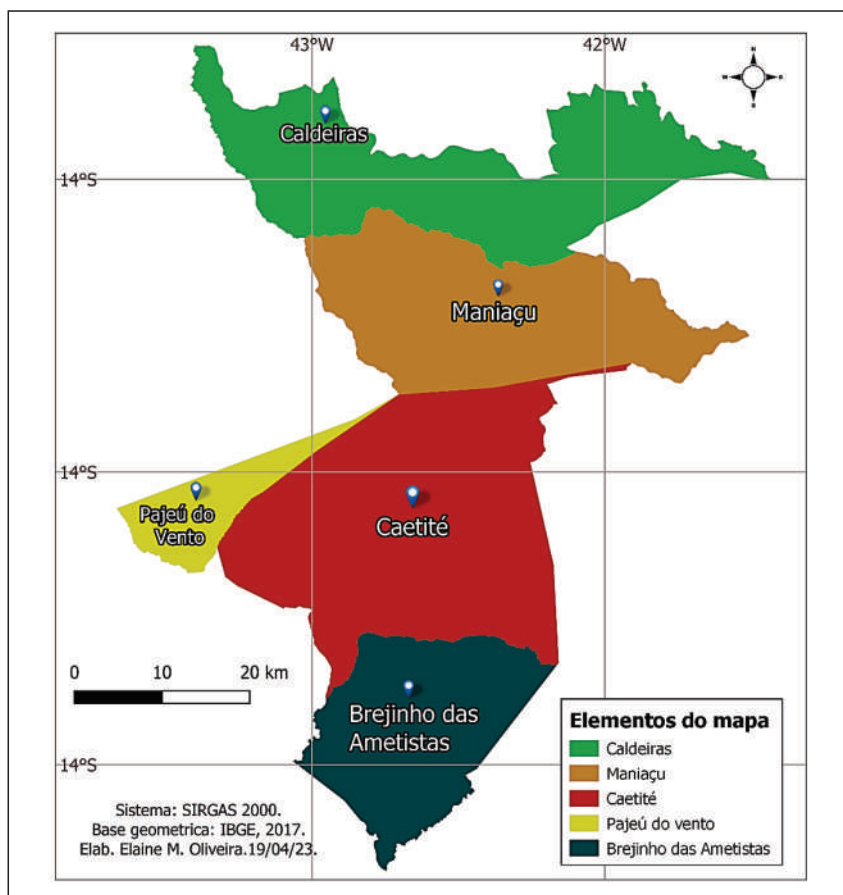 43°W
42°W
Caldeiras
14°S
Maniaçu
14°S
Pajeú do
Vento
Caetité
0
10
20 km
Brejinho das
Ametistas
14°S
Sistema: SIRGAS 2000.
Base geometrica: IBGE, 2017.
Elab. Elaine M. Oliveira.19/04/23.
Elementos do mapa
Caldeiras
Maniaçu
Caetité
Pajeú do vento
Brejinho das Ametistas